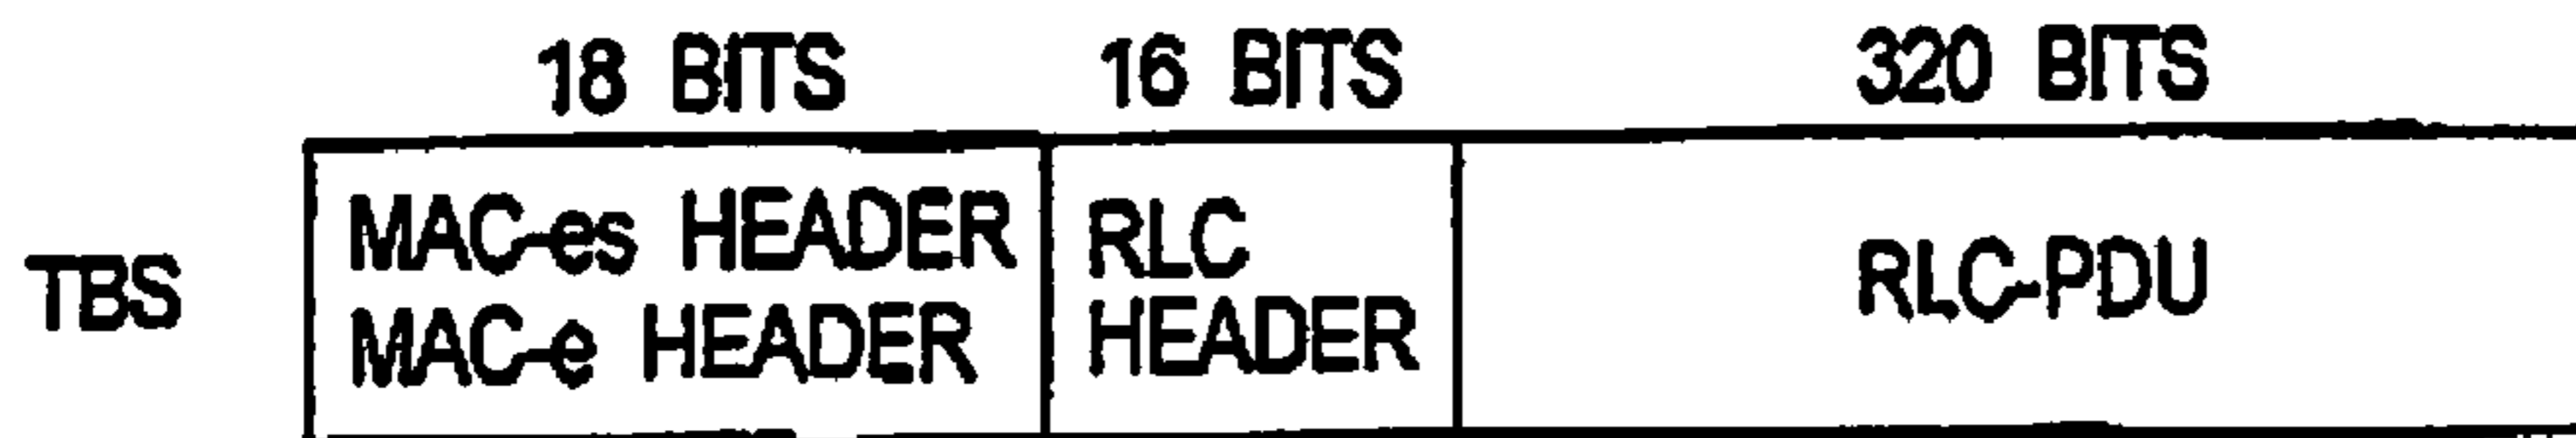 18 BITS 16 BITS 320 BITS
MAC-es HEADER RLC
TBS RLC-PDU
MAC-e HEADER HEADER